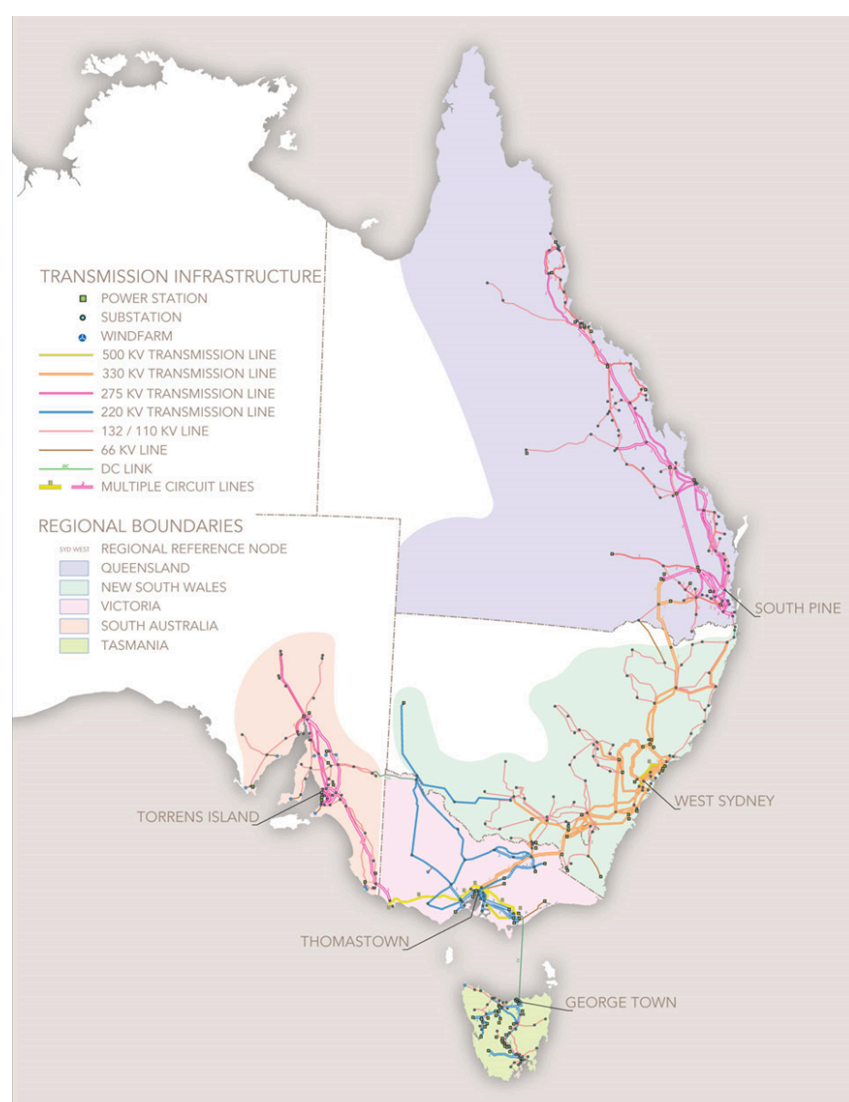 TRANSMISSION INFRASTRUCTURE
POWER STATION
SUBSTATION
WINDFARM
500 KV TRANSMISSION LINE
330 KV TRANSMISSION LINE
275 KV TRANSMISSION LINE
220 KV TRANSMISSION LINE
132 / 110 KV LINE
66 KV LINE
DC LINK
MULTIPLE CIRCUIT LINES
REGIONAL BOUNDARIES
SYD WEST REGIONAL REFERENCE NODE
QUEENSLAND
NEW SOUTH WALES
VICTORIA
SOUTH AUSTRALIA
TASMANIA
SOUTH PINE
WEST SYDNEY
TORRENS ISLAND
THOMASTOWN
GEORGE TOWN